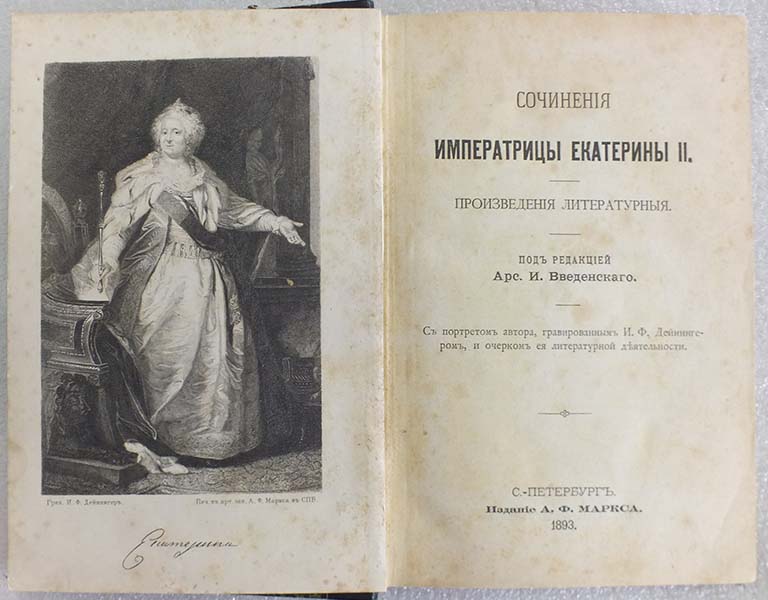 Грав. И. Ф. Дейнингеръ.
Печ. въ арт. зав. А. Ф. Маркса въ СПБ.
Екатерина
СОЧИНЕНІЯ
ИМПЕРАТРИЦЫ ЕКАТЕРИНЫ II.
ПРОИЗВЕДЕНІЯ ЛИТЕРАТУРНЫЯ.
ПОДЪ РЕДАКЦІЕЙ
Арс. И. Введенскаго.
Съ портретомъ автора, гравированнымъ И. Ф. Дейнинге-
ромъ, и очеркомъ ея литературной дѣятельности.
С.-ПЕТЕРБУРГЪ.
Изданіе А. Ф. МАРКСА.
1893.